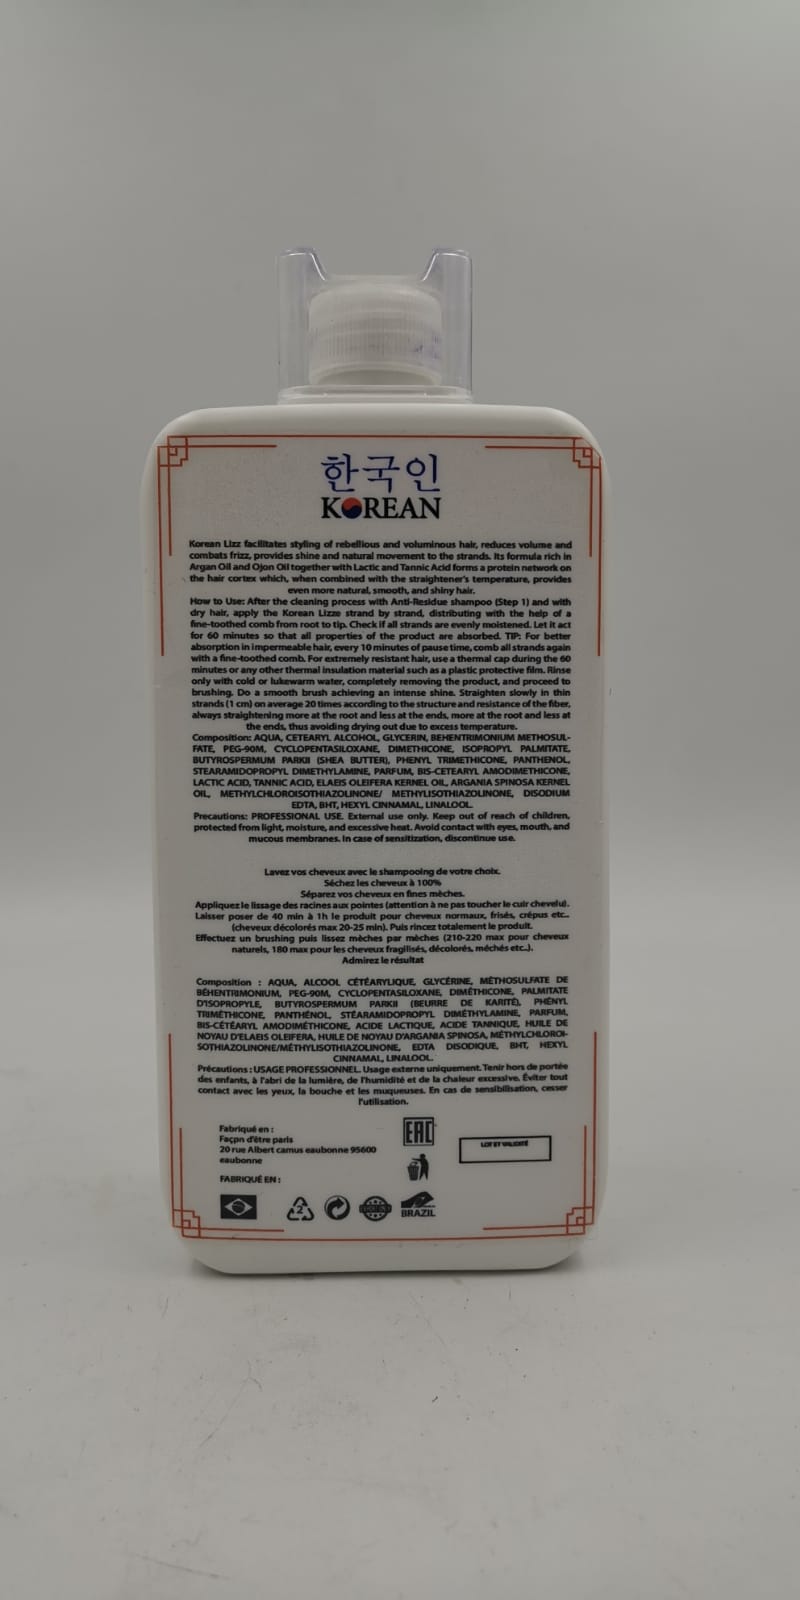 한국인
KOREAN
Korean Lizz facilitates styling of rebellious and voluminous hair, reduces volume and
combats frizz, provides shine and natural movement to the strands. Its formula rich in
Argan Oil and Ojon Oil together with Lactic and Tannic Acid forms a protein network on
the hair cortex which, when combined with the straightener's temperature, provides
even more natural, smooth, and shiny hair.
How to Use: After the cleaning process with Anti-Residue shampoo (Step 1) and with
dry hair, apply the Korean Lizze strand by strand, distributing with the help of a
fine-toothed comb from root to tip. Check if all strands are evenly moistened. Let it act
for 60 minutes so that all properties of the product are absorbed. TIP: For better
absorption in impermeable hair, every 10 minutes of pause time, comb all strands again
with a fine-toothed comb. For extremely resistant hair, use a thermal cap during the 60
minutes or any other thermal insulation material such as a plastic protective film. Rinse
only with cold or lukewarm water, completely removing the product, and proceed to
brushing. Do a smooth brush achieving an intense shine. Straighten slowly in thin
strands (1 cm) on average 20 times according to the structure and resistance of the fiber,
always straightening more at the root and less at the ends, more at the root and less at
the ends, thus avoiding drying out due to excess temperature.
Composition: AQUA, CETEARYL ALCOHOL, GLYCERIN, BEHENTRIMONIUM METHOSUL-
FATE, PEG-90M, CYCLOPENTASILOXANE, DIMETHICONE, ISOPROPYL PALMITATE,
BUTYROSPERMUM PARKII (SHEA BUTTER), PHENYL TRIMETHICONE, PANTHENOL,
STEARAMIDOPROPYL DIMETHYLAMINE, PARFUM, BIS-CETEARYL AMODIMETHICONE,
LACTIC ACID, TANNIC ACID, ELAEIS OLEIFERA KERNEL OIL, ARGANIA SPINOSA KERNEL
OIL, METHYLCHLOROISOTHIAZOLINONE/ METHYLISOTHIAZOLINONE, DISODIUM
EDTA, BHT, HEXYL CINNAMAL, LINALOOL.
Precautions: PROFESSIONAL USE. External use only. Keep out of reach of children,
protected from light, moisture, and excessive heat. Avoid contact with eyes, mouth, and
mucous membranes. In case of sensitization, discontinue use.
Lavez vos cheveux avec le shampooing de votre choix.
Séchez les cheveux à 100%
Séparez vos cheveux en fines mèches.
Appliquez le lissage des racines aux pointes (attention à ne pas toucher le cuir chevelu).
Laisser poser de 40 min à 1h le produit pour cheveux normaux, frisés, crépus etc..
(cheveux décolorés max 20-25 min). Puis rincez totalement le produit.
Effectuez un brushing puis lissez mèches par mèches (210-220 max pour cheveux
naturels, 180 max pour les cheveux fragilisés, décolorés, méchés etc..).
Admirez le résultat
Composition : AQUA, ALCOOL CÉTÉARYLIQUE, GLYCÉRINE, MÉTHOSULFATE DE
BÉHENTRIMONIUM, PEG-90M, CYCLOPENTASILOXANE, DIMÉTHICONE, PALMITATE
D'ISOPROPYLE, BUTYROSPERMUM PARKII (BEURRE DE KARITÉ), PHÉNYL
TRIMÉTHICONE, PANTHÉNOL, STÉARAMIDOPROPYL DIMÉTHYLAMINE, PARFUM,
BIS-CÉTÉARYL AMODIMÉTHICONE, ACIDE LACTIQUE, ACIDE TANNIQUE, HUILE DE
NOYAU D'ELAEIS OLEIFERA, HUILE DE NOYAU D'ARGANIA SPINOSA, MÉTHYLCHLOROI-
SOTHIAZOLINONE/MÉTHYLISOTHIAZOLINONE, EDTA DISODIQUE, BHT, HEXYL
CINNAMAL, LINALOOL.
Précautions : USAGE PROFESSIONNEL. Usage externe uniquement. Tenir hors de portée
des enfants, à l'abri de la lumière, de l'humidité et de la chaleur excessive. Éviter tout
contact avec les yeux, la bouche et les muqueuses. En cas de sensibilisation, cesser
l'utilisation.
Fabriqué en :
Façpn d'être paris
20 rue Albert camus eaubonne 95600
eaubonne
EAC
LOT ET VALIDITÉ
FABRIQUÉ EN :
2
BRAZIL